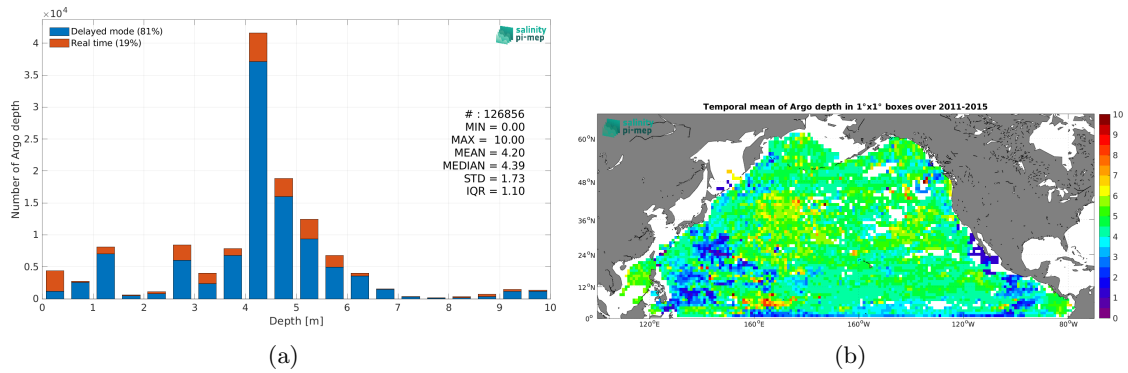 ×10⁴
Delayed mode (81%)
Real time (19%)
salinity
pi-mep
4
3.5
3
2.5
2
1.5
1
0.5
0
Number of Argo depth
# : 126856
MIN = 0.00
MAX = 10.00
MEAN = 4.20
MEDIAN = 4.39
STD = 1.73
IQR = 1.10
0 1 2 3 4 5 6 7 8 9 10
Depth [m]
(a)
Temporal mean of Argo depth in 1°x1° boxes over 2011-2015
salinity
pi-mep
60°N
48°N
36°N
24°N
12°N
0°
120°E 160°E 160°W 120°W 80°W
10
9
8
7
6
5
4
3
2
1
0
(b)